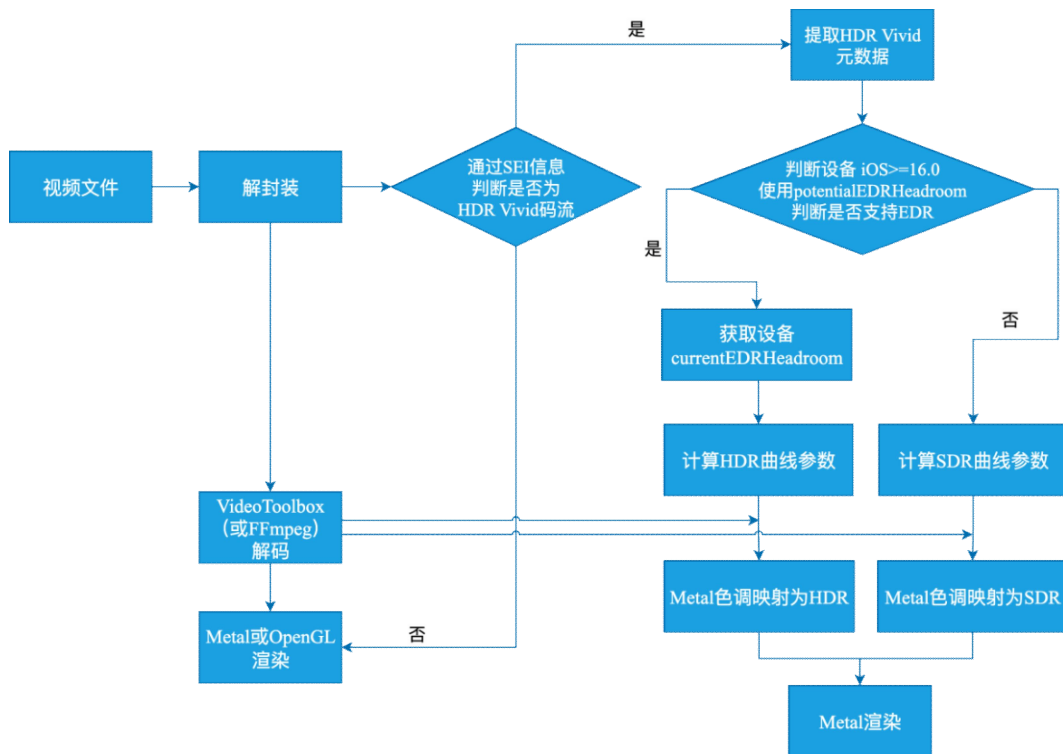 是
提取HDR Vivid
元数据
视频文件
解封装
通过SEI信息
判断是否为
HDR Vivid码流
判断设备 iOS>=16.0
使用potentialEDRHeadroom
判断是否支持EDR
是
否
获取设备
currentEDRHeadroom
计算HDR曲线参数
计算SDR曲线参数
VideoToolbox
（或FFmpeg）
解码
Metal色调映射为HDR
Metal色调映射为SDR
Metal或OpenGL
渲染
否
Metal渲染